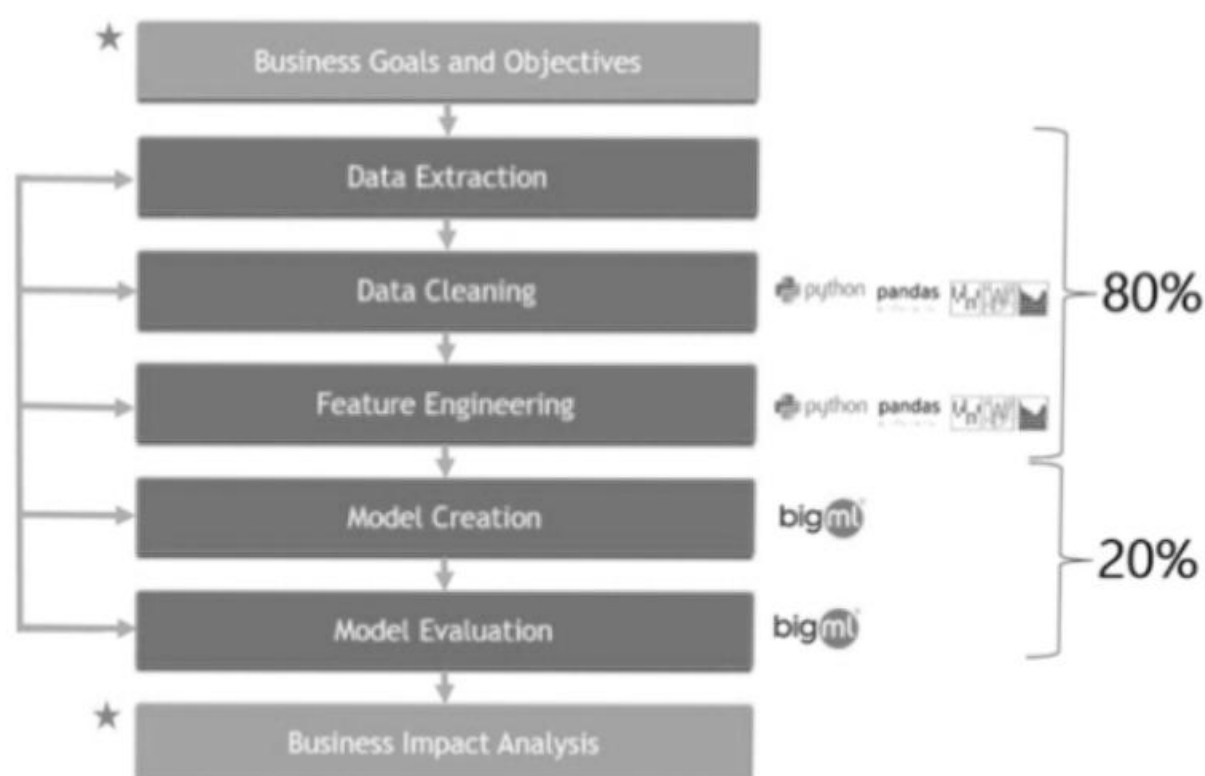 Business Goals and Objectives
Data Extraction
Data Cleaning
python pandas
80%
Feature Engineering
python pandas
Model Creation
bigml
20%
Model Evaluation
bigml
Business Impact Analysis